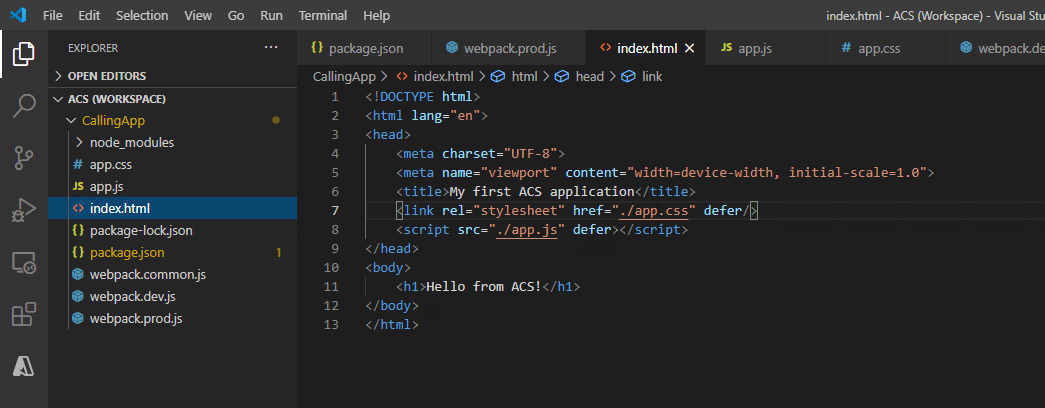 File Edit Selection View Go Run Terminal Help index.html - ACS (Workspace) - Visual Stu
EXPLORER ···
OPEN EDITORS
ACS (WORKSPACE)
CallingApp
node_modules
# app.css
JS app.js
<> index.html
{} package-lock.json
{} package.json 1
webpack.common.js
webpack.dev.js
webpack.prod.js
{} package.json webpack.prod.js <> index.html × JS app.js # app.css webpack.de
CallingApp > <> index.html > html > head > link
1 <!DOCTYPE html>
2 <html lang="en">
3 <head>
4 <meta charset="UTF-8">
5 <meta name="viewport" content="width=device-width, initial-scale=1.0">
6 <title>My first ACS application</title>
7 <link rel="stylesheet" href="./app.css" defer/>
8 <script src="./app.js" defer></script>
9 </head>
10 <body>
11 <h1>Hello from ACS!</h1>
12 </body>
13 </html>